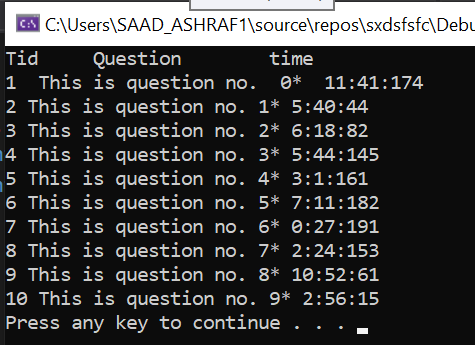 C:\Users\SAAD_ASHRAF1\source\repos\sxdsfsfc\Debu
Tid     Question        time
1  This is question no.  0*  11:41:174
2 This is question no. 1* 5:40:44
3 This is question no. 2* 6:18:82
4 This is question no. 3* 5:44:145
5 This is question no. 4* 3:1:161
6 This is question no. 5* 7:11:182
7 This is question no. 6* 0:27:191
8 This is question no. 7* 2:24:153
9 This is question no. 8* 10:52:61
10 This is question no. 9* 2:56:15
Press any key to continue . . .